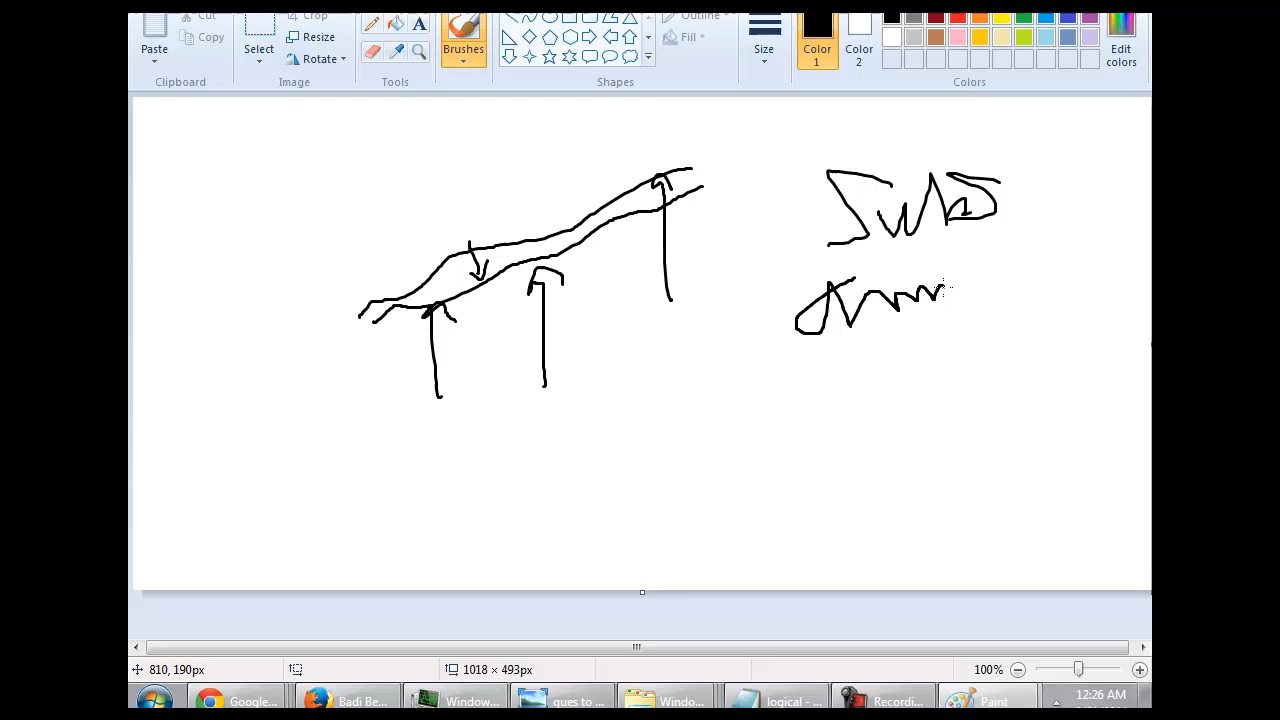 Cut
Crop
Outline
Paste
Copy
Select
Resize
Rotate
Brushes
Fill
Size
Color 1
Color 2
Edit colors
Clipboard
Image
Tools
Shapes
Colors
810, 190px
1018 × 493px
100%
Google...
Badi Be...
Window...
ques to ...
Windo...
logical - ...
Recordi...
Paint
12:26 AM